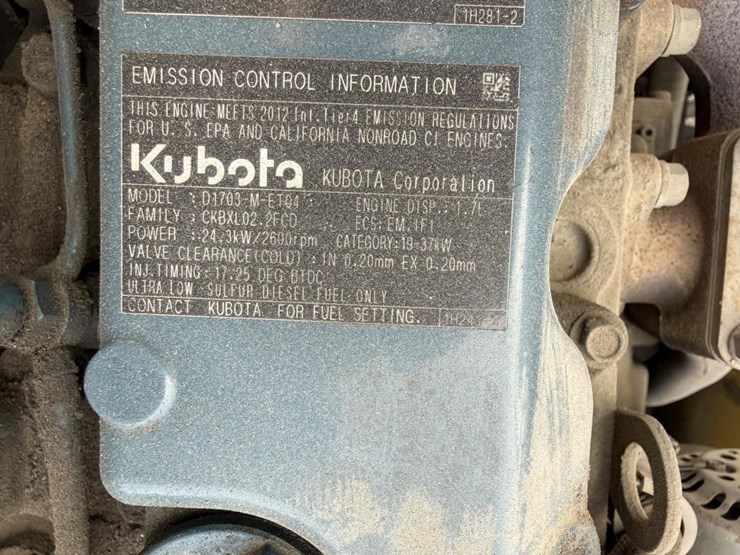 1H281-2
EMISSION CONTROL INFORMATION
THIS ENGINE MEETS 2012 Int.Tier4 EMISSION REGULATIONS
FOR U. S. EPA AND CALIFORNIA NONROAD CI ENGINES.
Kubota KUBOTA Corporation
MODEL : D1703-M-ET04 ENGINE DISP.: 1.7L
FAMILY : CKBXL02.2FCD ECS: EM, IFI
POWER : 24.3kW/2600rpm CATEGORY:19-37kW
VALVE CLEARANCE(COLD) : IN 0.20mm EX 0.20mm
INJ.TIMING: 17.25 DEG BTDC
ULTRA LOW SULFUR DIESEL FUEL ONLY
CONTACT KUBOTA FOR FUEL SETTING.